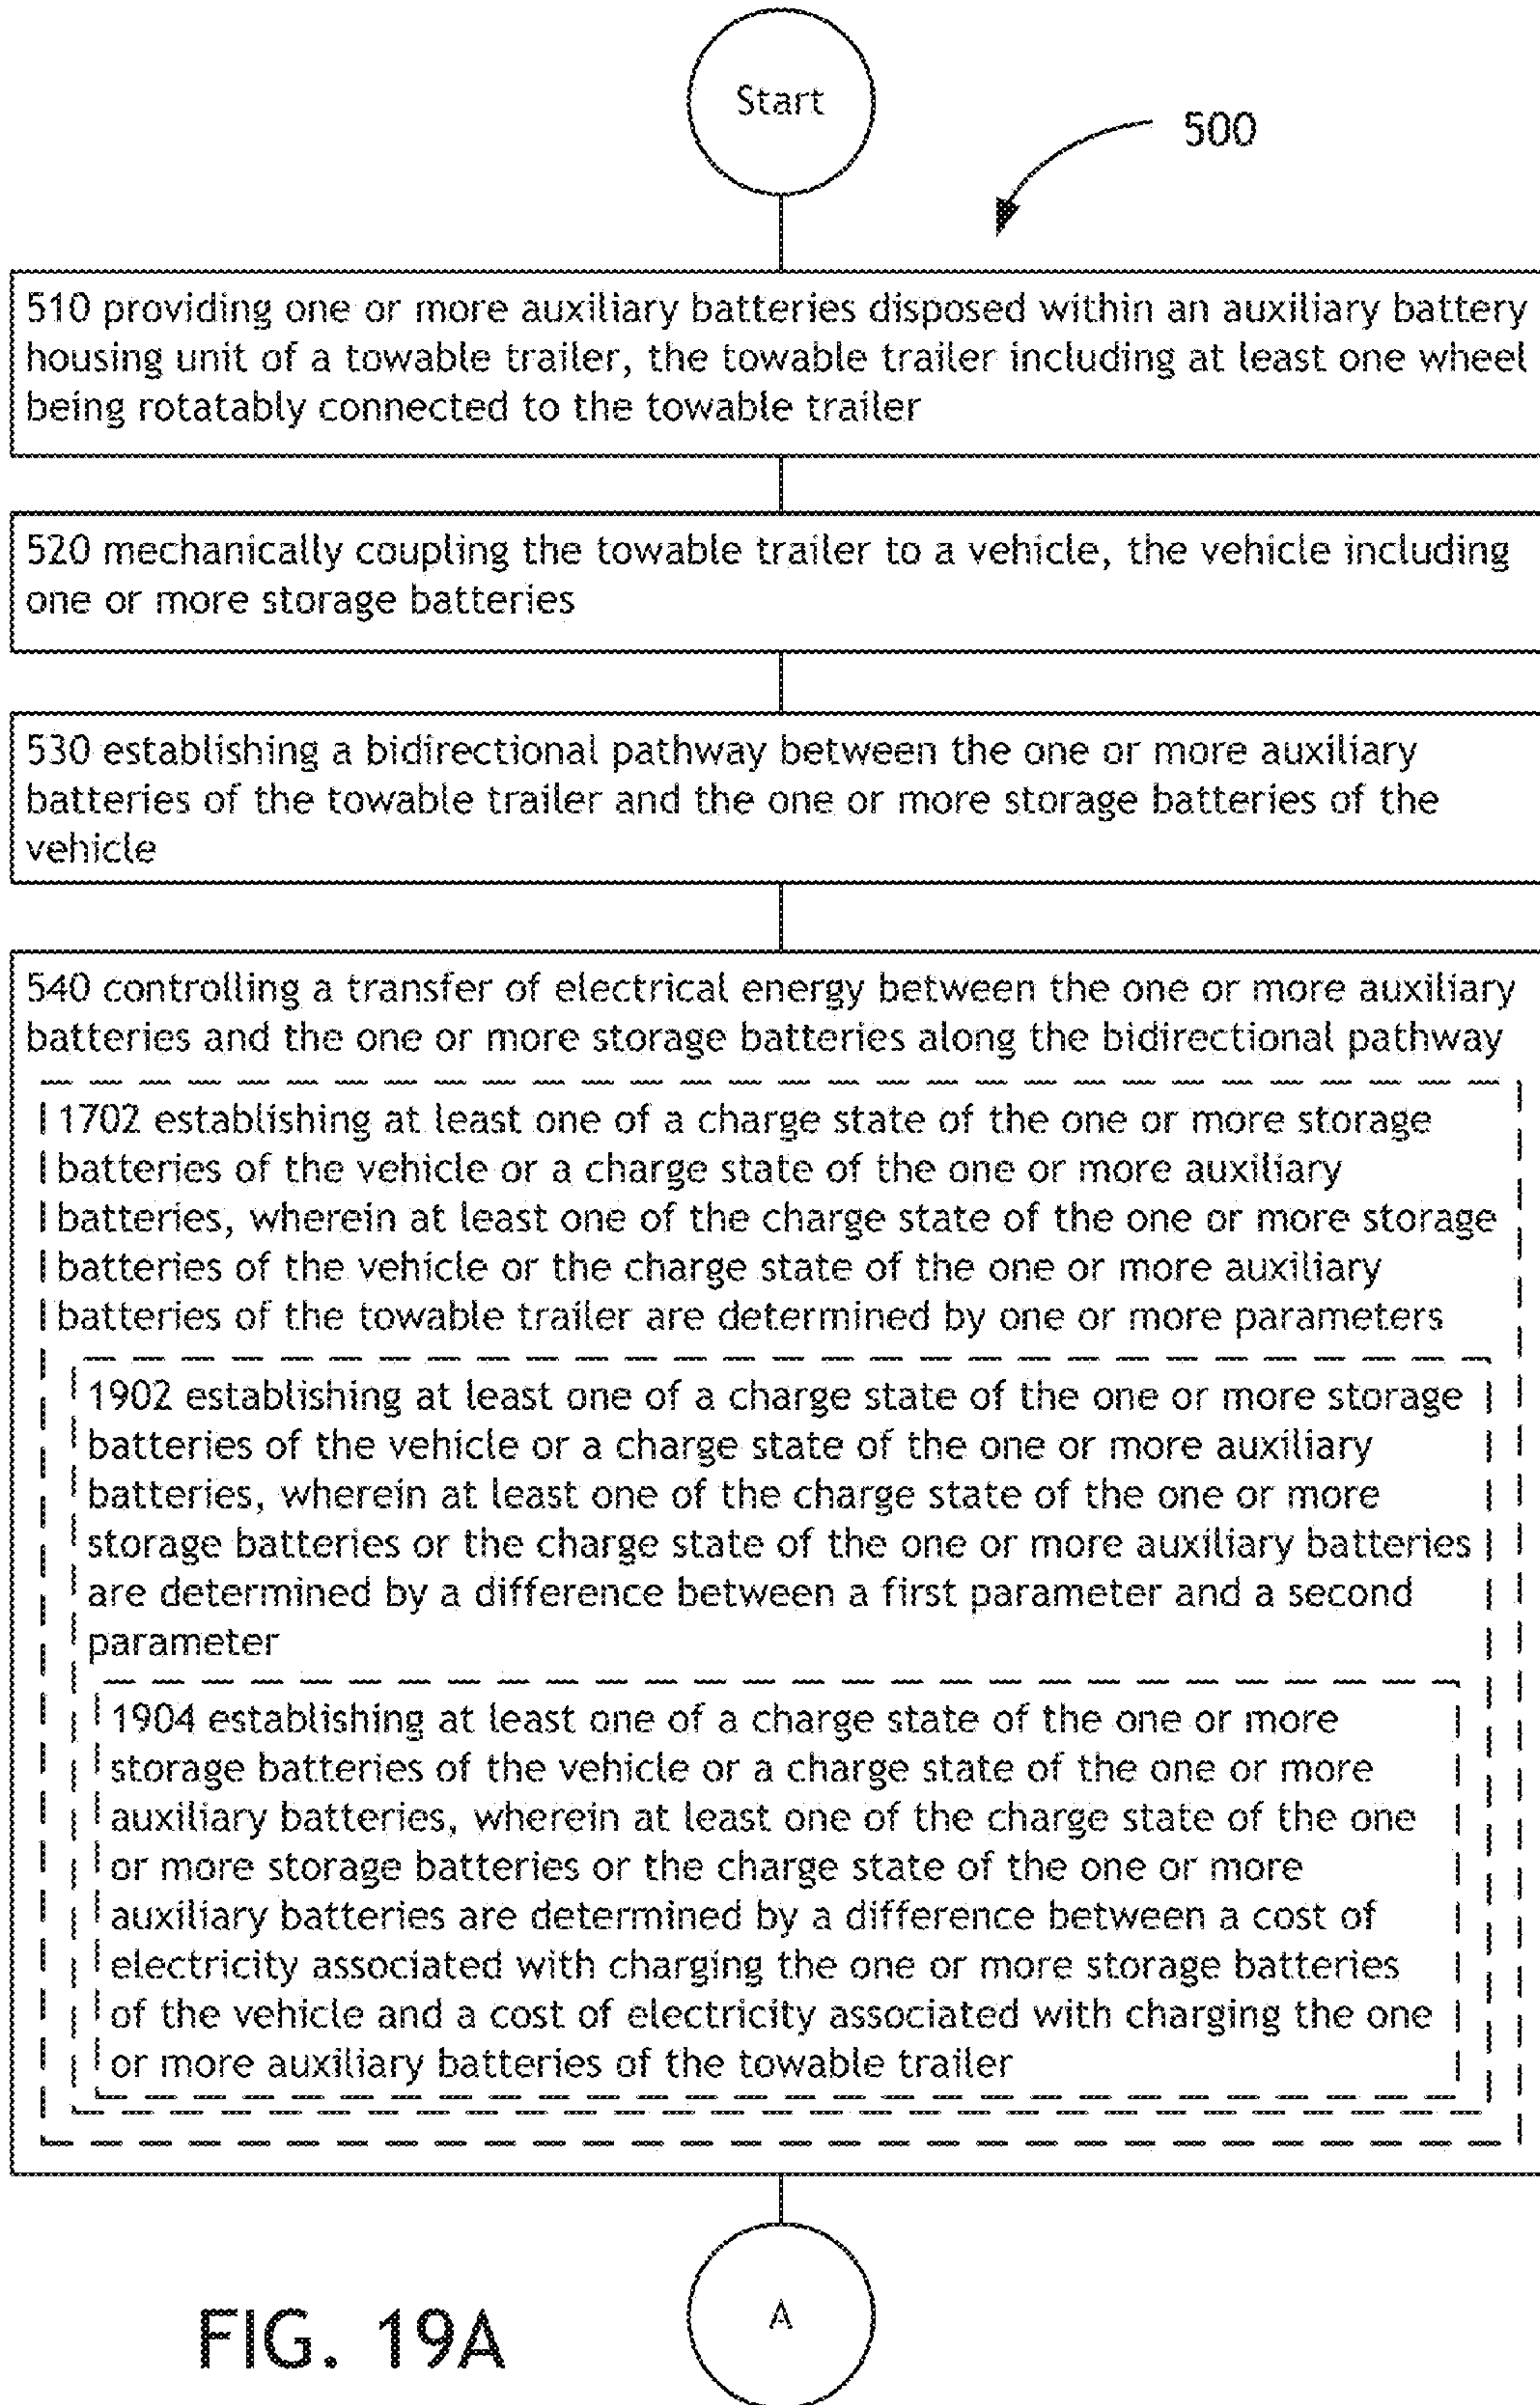 Start
500
510 providing one or more auxiliary batteries disposed within an auxiliary battery
housing unit of a towable trailer, the towable trailer including at least one wheel
being rotatably connected to the towable trailer
520 mechanically coupling the towable trailer to a vehicle, the vehicle including
one or more storage batteries
530 establishing a bidirectional pathway between the one or more auxiliary
batteries of the towable trailer and the one or more storage batteries of the
vehicle
540 controlling a transfer of electrical energy between the one or more auxiliary
batteries and the one or more storage batteries along the bidirectional pathway
1702 establishing at least one of a charge state of the one or more storage
batteries of the vehicle or a charge state of the one or more auxiliary
batteries, wherein at least one of the charge state of the one or more storage
batteries of the vehicle or the charge state of the one or more auxiliary
batteries of the towable trailer are determined by one or more parameters
1902 establishing at least one of a charge state of the one or more storage
batteries of the vehicle or a charge state of the one or more auxiliary
batteries, wherein at least one of the charge state of the one or more
storage batteries or the charge state of the one or more auxiliary batteries
are determined by a difference between a first parameter and a second
parameter
1904 establishing at least one of a charge state of the one or more
storage batteries of the vehicle or a charge state of the one or more
auxiliary batteries, wherein at least one of the charge state of the one
or more storage batteries or the charge state of the one or more
auxiliary batteries are determined by a difference between a cost of
electricity associated with charging the one or more storage batteries
of the vehicle and a cost of electricity associated with charging the one
or more auxiliary batteries of the towable trailer
A
FIG. 19A